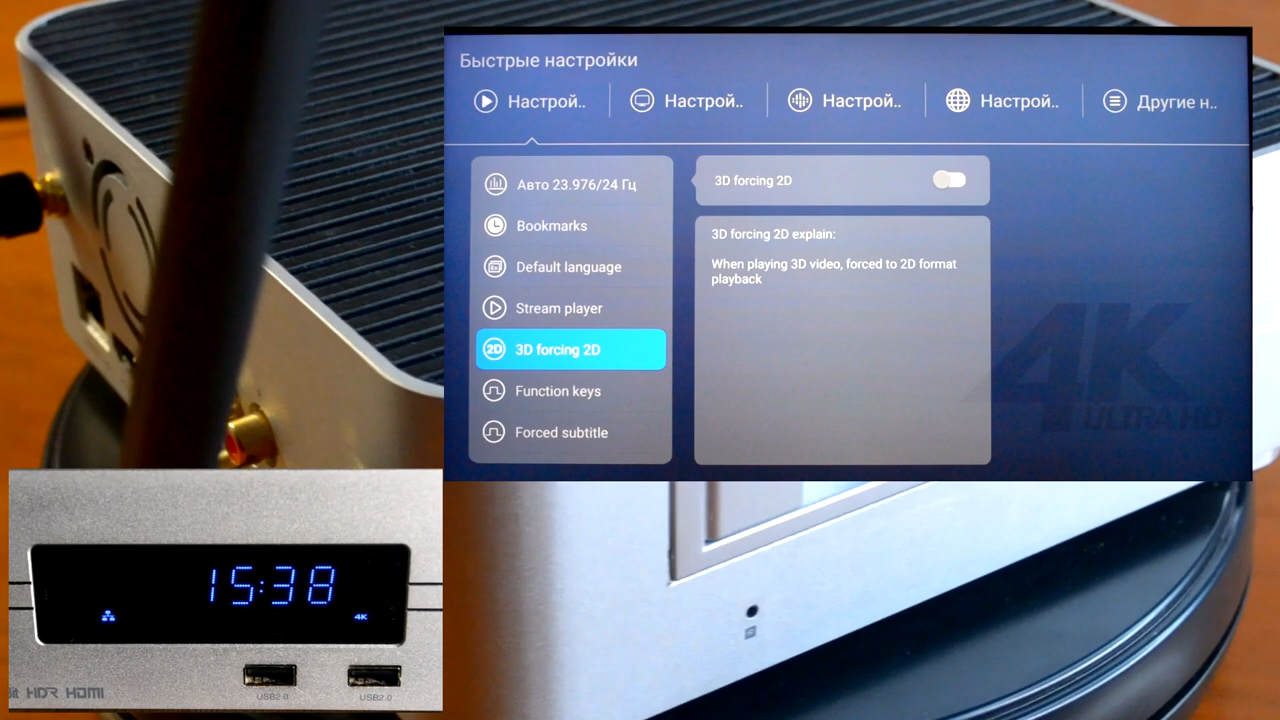 Быстрые настройки
Настрой..
Настрой..
Настрой..
Настрой..
Другие н..
Авто 23.976/24 Гц
Bookmarks
Default language
Stream player
2D
3D forcing 2D
Function keys
Forced subtitle
3D forcing 2D
3D forcing 2D explain:
When playing 3D video, forced to 2D format
playback
4K
ULTRA HD
15:38
4K
HDR HDMI
USB2.0
USB2.0